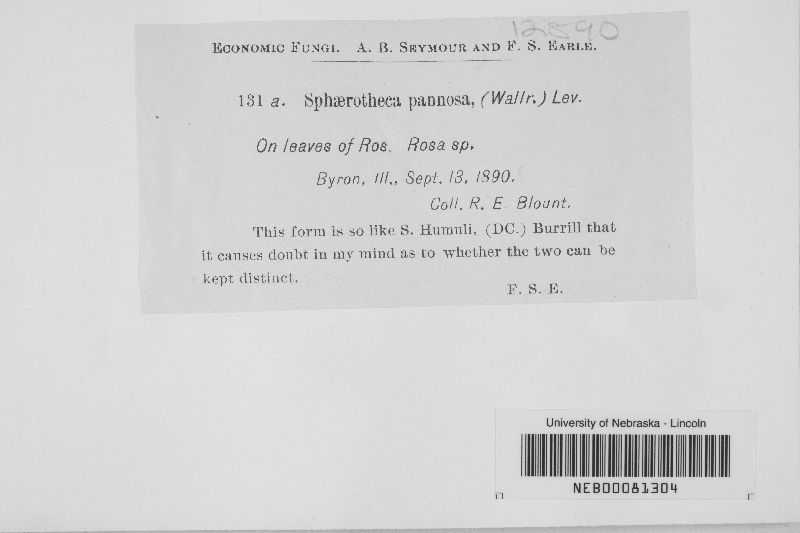 12590
Economic Fungi. A. B. Seymour and F. S. Earle.
131 a. Sphærotheca pannosa, (Wallr.) Lev.
On leaves of Ros. Rosa sp.
Byron, Ill., Sept. 13, 1890.
Coll. R. E. Blount.
This form is so like S. Humuli, (DC.) Burrill that
it causes doubt in my mind as to whether the two can be
kept distinct.
F. S. E.
University of Nebraska - Lincoln
NEB00081304